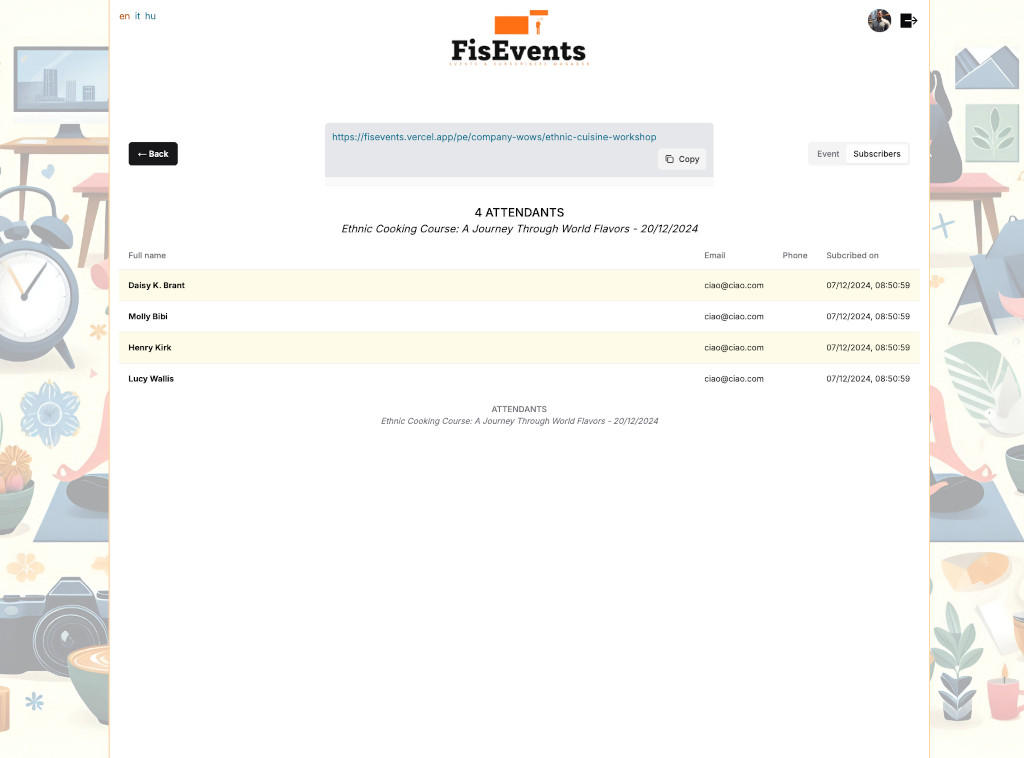 en it hu
FisEvents
EVENTS & SUBSCRIBERS MANAGER
https://fisevents.vercel.app/pe/company-wows/ethnic-cuisine-workshop
← Back
Copy
Event Subscribers
4 ATTENDANTS
Ethnic Cooking Course: A Journey Through World Flavors - 20/12/2024
Full name Email Phone Subcribed on
Daisy K. Brant ciao@ciao.com 07/12/2024, 08:50:59
Molly Bibi ciao@ciao.com 07/12/2024, 08:50:59
Henry Kirk ciao@ciao.com 07/12/2024, 08:50:59
Lucy Wallis ciao@ciao.com 07/12/2024, 08:50:59
ATTENDANTS
Ethnic Cooking Course: A Journey Through World Flavors - 20/12/2024